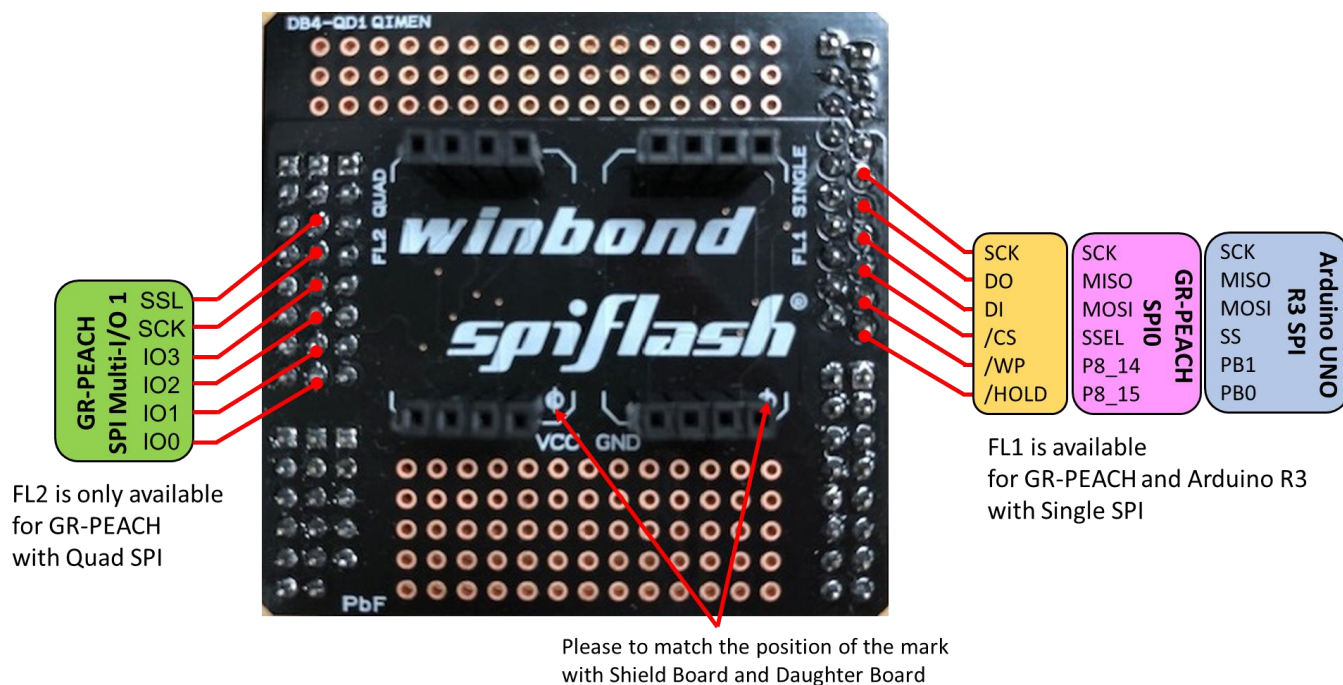 DB4-QD1 QIMEN
FL2 QUAD
FL1 SINGLE
winbond
spiflash®
VCC GND
PbF
GR-PEACH
SPI Multi-I/O 1
SSL
SCK
IO3
IO2
IO1
IO0
FL2 is only available
for GR-PEACH
with Quad SPI
SCK
DO
DI
/CS
/WP
/HOLD
SCK
MISO
MOSI
SSEL
P8_14
P8_15
GR-PEACH
SPI0
SCK
MISO
MOSI
SS
PB1
PB0
Arduino UNO
R3 SPI
FL1 is available
for GR-PEACH and Arduino R3
with Single SPI
Please to match the position of the mark
with Shield Board and Daughter Board